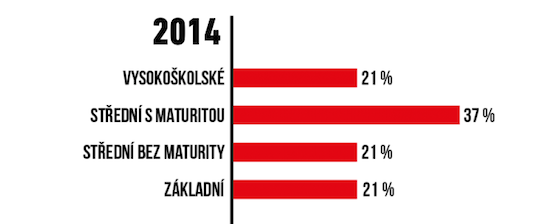 2014
VYSOKOŠKOLSKÉ 21 %
STŘEDNÍ S MATURITOU 37 %
STŘEDNÍ BEZ MATURITY 21 %
ZÁKLADNÍ 21 %